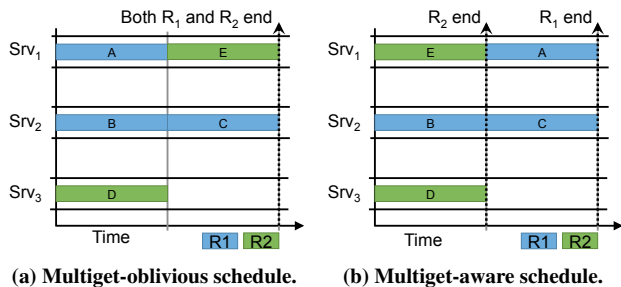 Both R₁ and R₂ end
Srv₁ A E
Srv₂ B C
Srv₃ D
Time R1 R2
(a) Multiget-oblivious schedule.
R₂ end R₁ end
Srv₁ E A
Srv₂ B C
Srv₃ D
Time R1 R2
(b) Multiget-aware schedule.